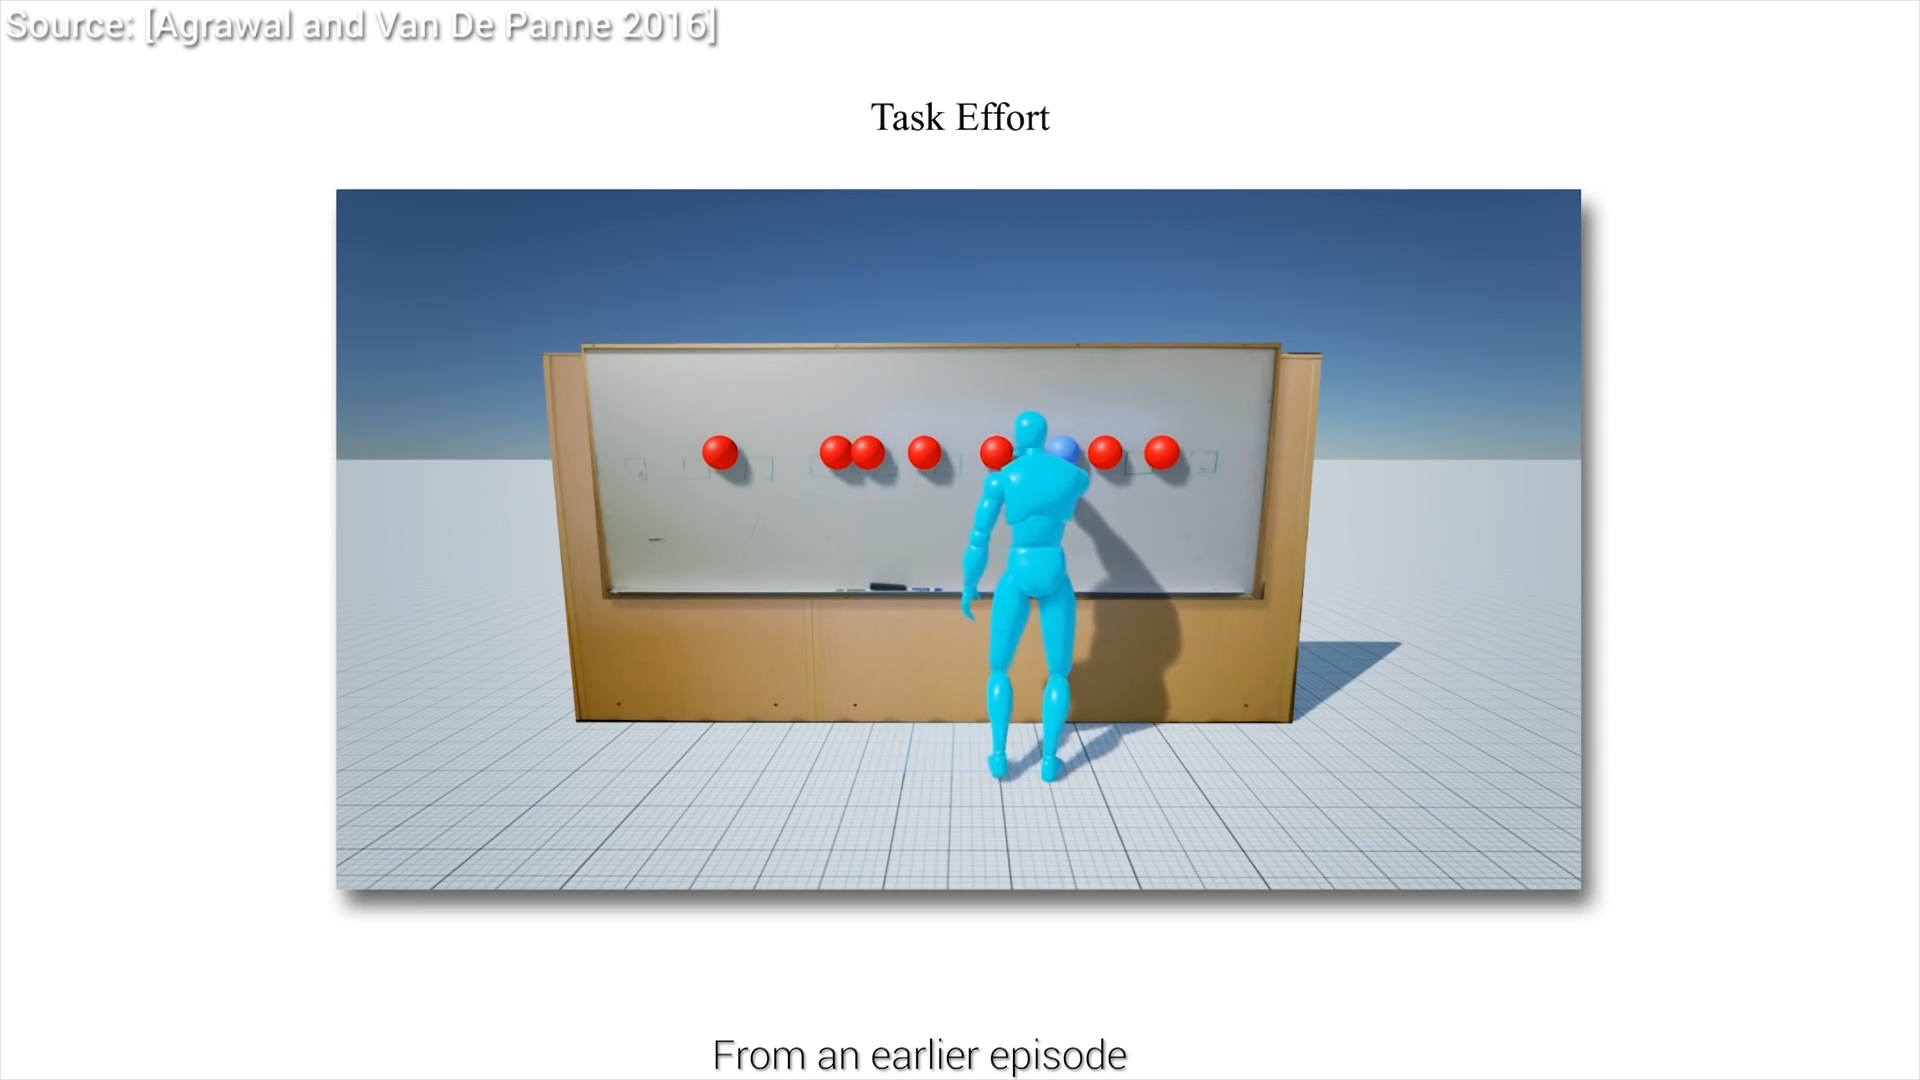 Source: [Agrawal and Van De Panne 2016]
Task Effort
From an earlier episode